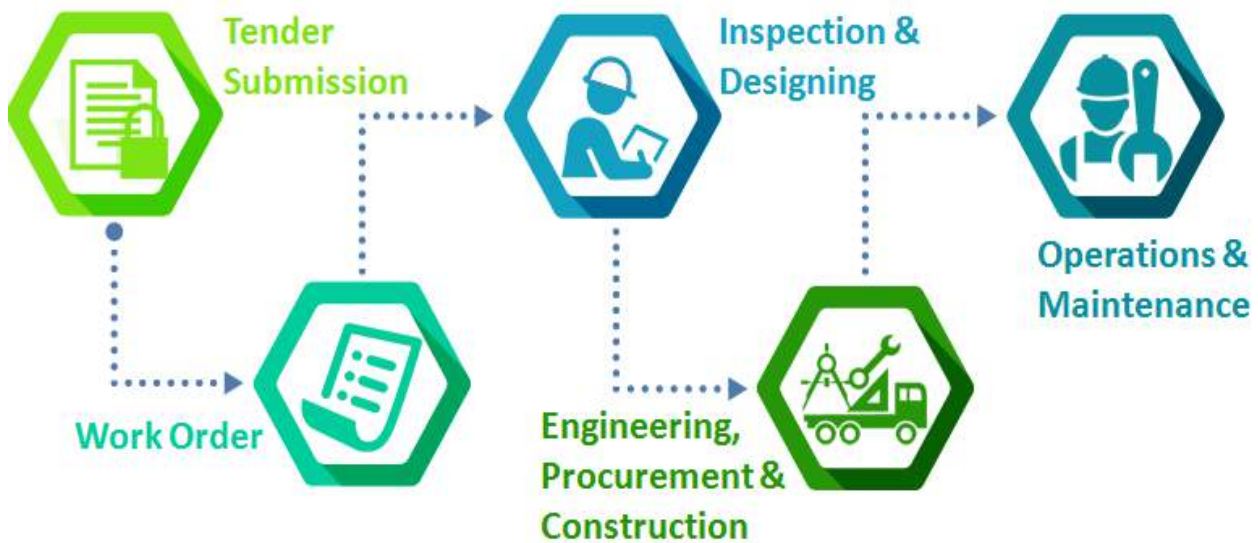 Tender
Submission
Work Order
Inspection &
Designing
Engineering,
Procurement &
Construction
Operations &
Maintenance